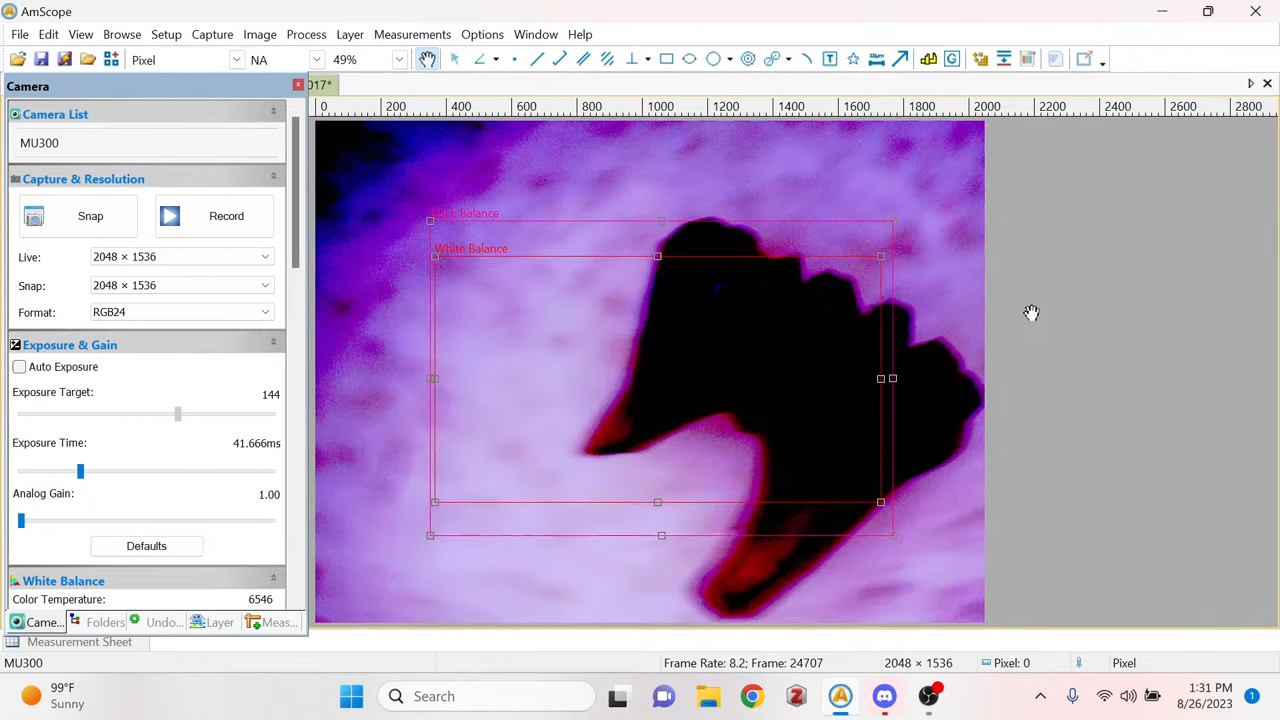 AmScope
File Edit View Browse Setup Capture Image Process Layer Measurements Options Window Help
Pixel NA 49%
Camera 017*
0 200 400 600 800 1000 1200 1400 1600 1800 2000 2200 2400 2600 2800
Camera List
MU300
Capture & Resolution
Snap Record
Live: 2048 × 1536
Snap: 2048 × 1536
Format: RGB24
Exposure & Gain
Auto Exposure
Exposure Target: 144
Exposure Time: 41.666ms
Analog Gain: 1.00
Defaults
White Balance
Color Temperature: 6546
Came... Folders Undo... Layer Meas...
Balance
White Balance
Measurement Sheet
MU300 Frame Rate: 8.2; Frame: 24707 2048 × 1536 Pixel: 0 Pixel
99°F
Sunny
Search
1:31 PM
8/26/2023
1